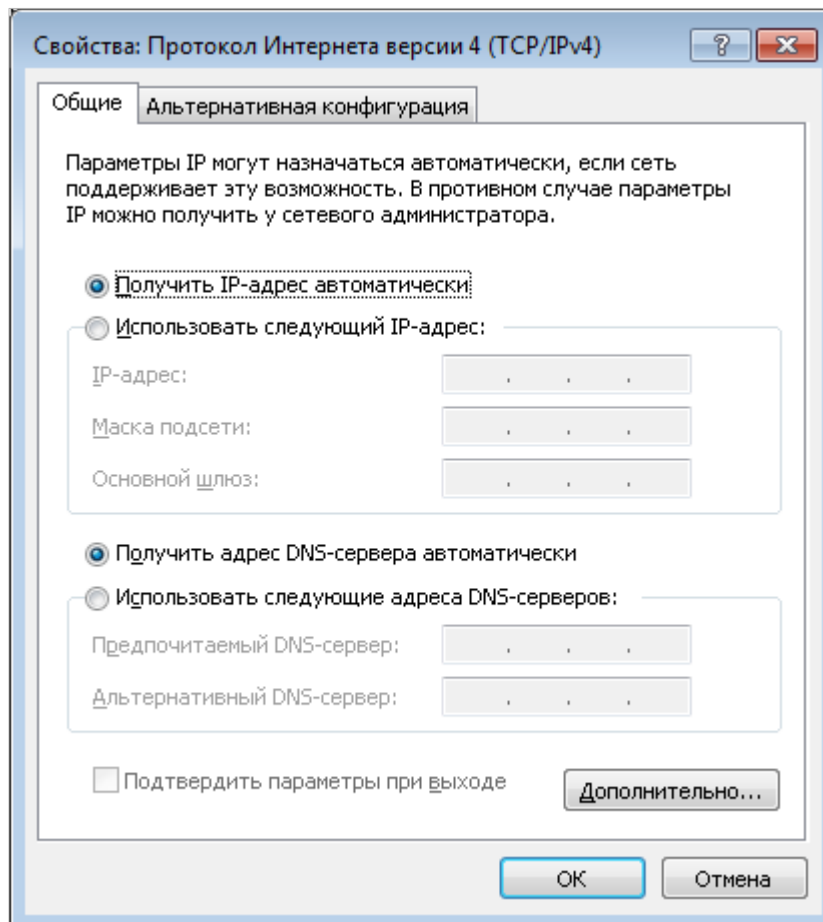 Свойства: Протокол Интернета версии 4 (TCP/IPv4)
?
Общие
Альтернативная конфигурация
Параметры IP могут назначаться автоматически, если сеть
поддерживает эту возможность. В противном случае параметры
IP можно получить у сетевого администратора.
Получить IP-адрес автоматически
Использовать следующий IP-адрес:
IP-адрес:
. . .
Маска подсети:
. . .
Основной шлюз:
. . .
Получить адрес DNS-сервера автоматически
Использовать следующие адреса DNS-серверов:
Предпочитаемый DNS-сервер:
. . .
Альтернативный DNS-сервер:
. . .
Подтвердить параметры при выходе
Дополнительно...
ОК
Отмена